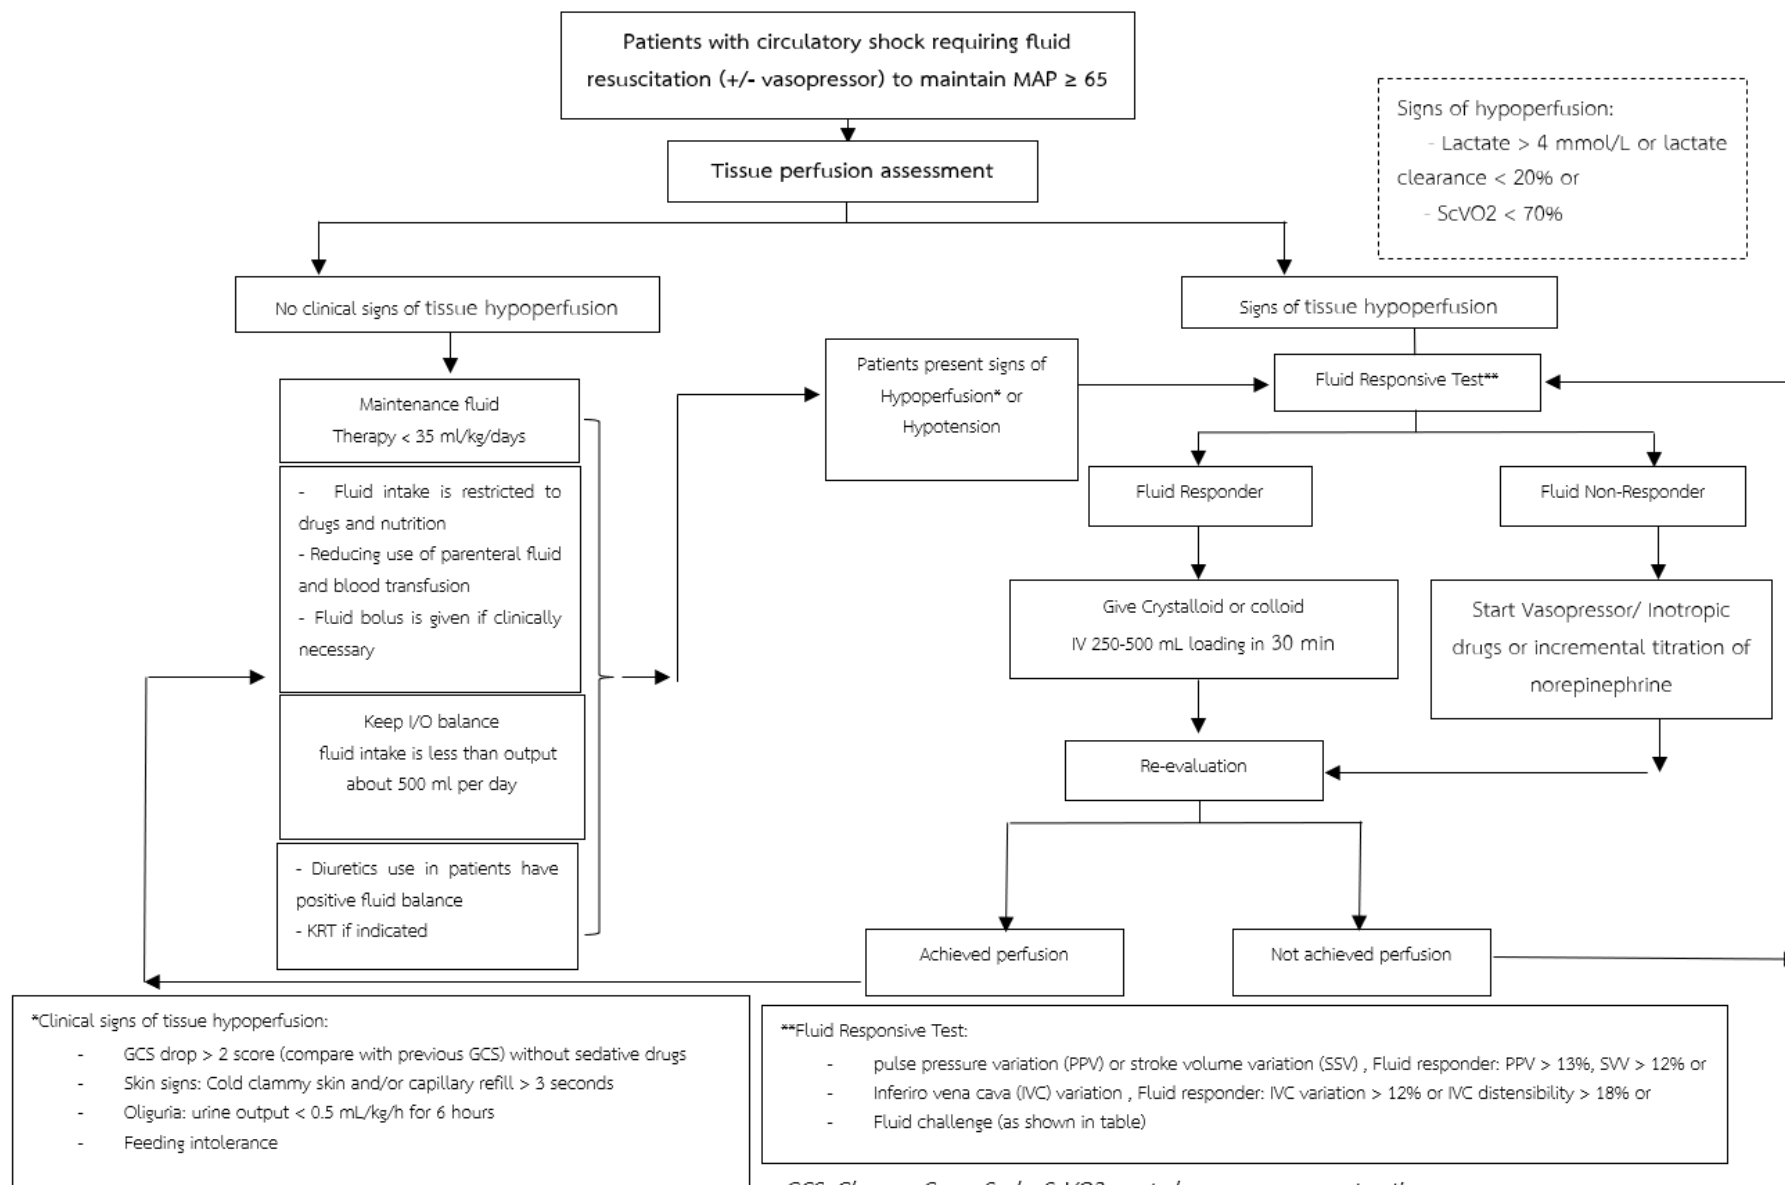 Patients with circulatory shock requiring fluid
resuscitation (+/- vasopressor) to maintain MAP ≥ 65
Tissue perfusion assessment
Signs of hypoperfusion:
- Lactate > 4 mmol/L or lactate
clearance < 20% or
- ScVO2 < 70%
No clinical signs of tissue hypoperfusion
Signs of tissue hypoperfusion
Maintenance fluid
Therapy < 35 ml/kg/days
- Fluid intake is restricted to
drugs and nutrition
- Reducing use of parenteral fluid
and blood transfusion
- Fluid bolus is given if clinically
necessary
Keep I/O balance
fluid intake is less than output
about 500 ml per day
- Diuretics use in patients have
positive fluid balance
- KRT if indicated
Patients present signs of
Hypoperfusion* or
Hypotension
Fluid Responsive Test**
Fluid Responder
Fluid Non-Responder
Give Crystalloid or colloid
IV 250-500 mL loading in 30 min
Start Vasopressor/ Inotropic
drugs or incremental titration of
norepinephrine
Re-evaluation
Achieved perfusion
Not achieved perfusion
*Clinical signs of tissue hypoperfusion:
- GCS drop > 2 score (compare with previous GCS) without sedative drugs
- Skin signs: Cold clammy skin and/or capillary refill > 3 seconds
- Oliguria: urine output < 0.5 mL/kg/h for 6 hours
- Feeding intolerance
**Fluid Responsive Test:
- pulse pressure variation (PPV) or stroke volume variation (SSV) , Fluid responder: PPV > 13%, SVV > 12% or
- Inferiro vena cava (IVC) variation , Fluid responder: IVC variation > 12% or IVC distensibility > 18% or
- Fluid challenge (as shown in table)